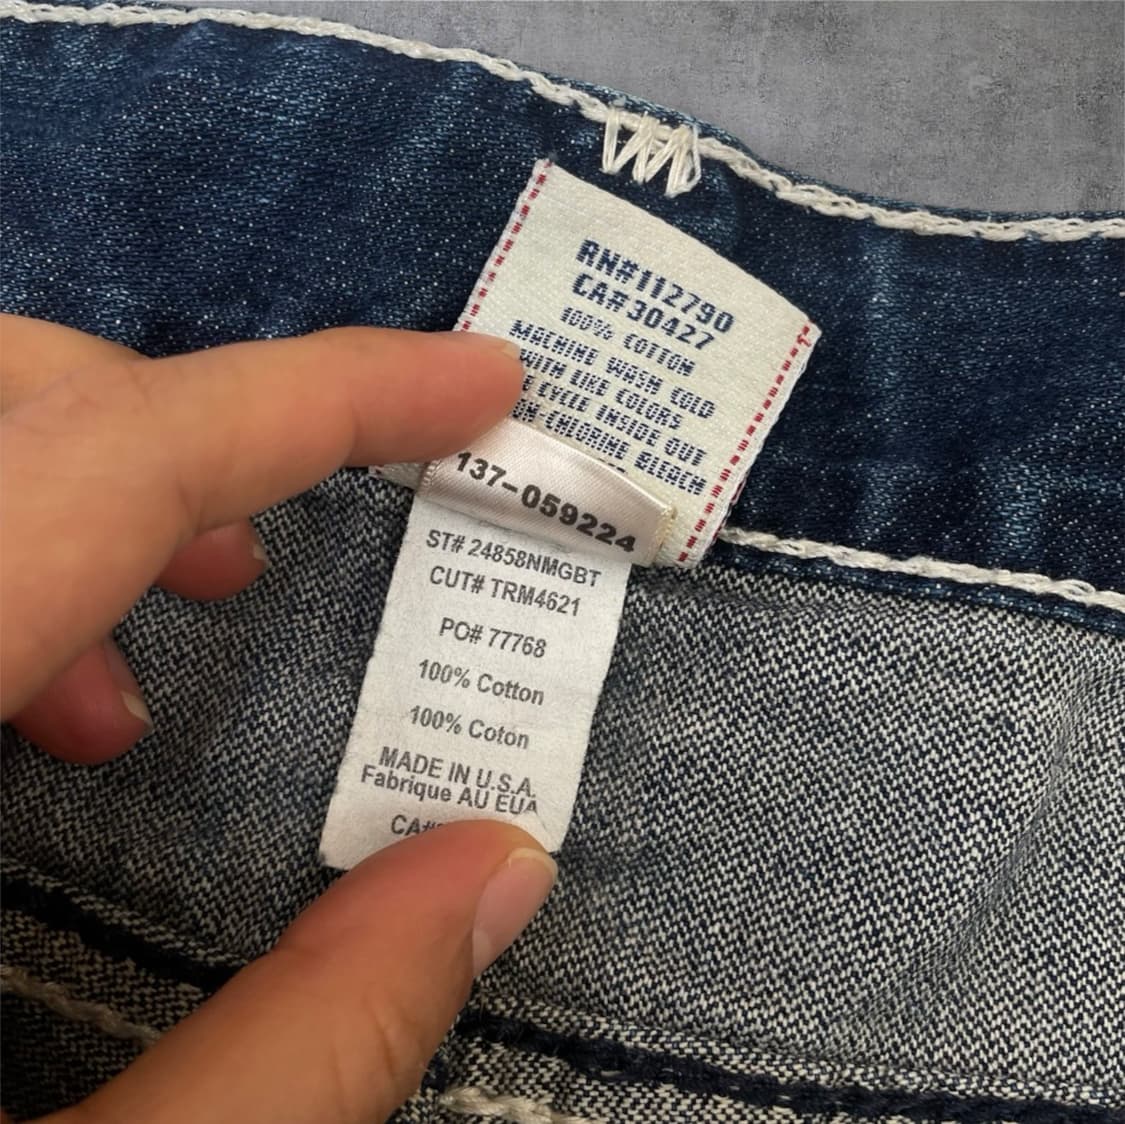 RN#112790
CA#30427
100% COTTON
MACHINE WASH COLD
WITH LIKE COLORS
CYCLE INSIDE OUT
-CHLORINE BLEACH
137-059224
ST# 24858NMGBT
CUT# TRM4621
PO# 77768
100% Cotton
100% Coton
MADE IN U.S.A.
Fabrique AU EUA
CA#